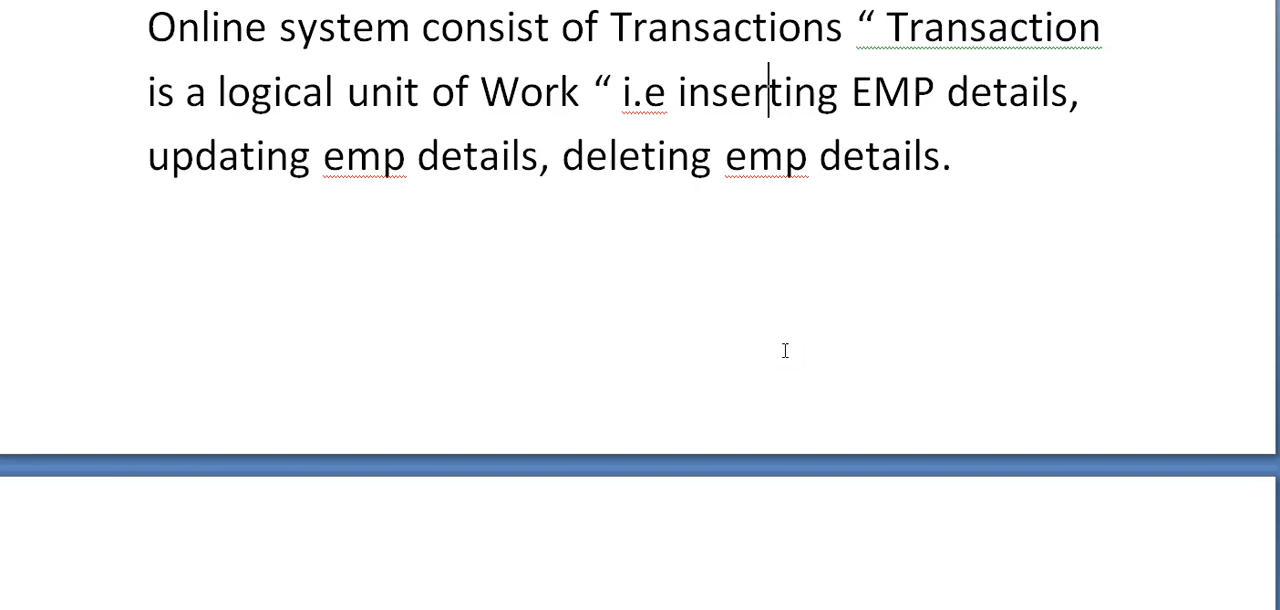 Online system consist of Transactions “ Transaction
is a logical unit of Work “ i.e inserting EMP details,
updating emp details, deleting emp details.